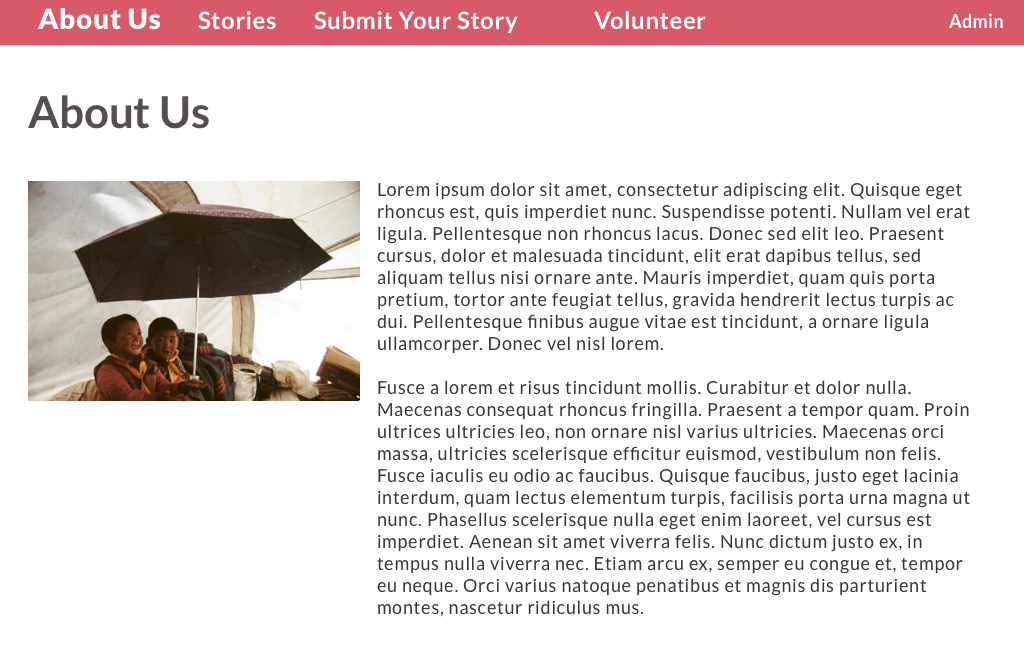 About Us Stories Submit Your Story Volunteer Admin
About Us
Lorem ipsum dolor sit amet, consectetur adipiscing elit. Quisque eget
rhoncus est, quis imperdiet nunc. Suspendisse potenti. Nullam vel erat
ligula. Pellentesque non rhoncus lacus. Donec sed elit leo. Praesent
cursus, dolor et malesuada tincidunt, elit erat dapibus tellus, sed
aliquam tellus nisi ornare ante. Mauris imperdiet, quam quis porta
pretium, tortor ante feugiat tellus, gravida hendrerit lectus turpis ac
dui. Pellentesque finibus augue vitae est tincidunt, a ornare ligula
ullamcorper. Donec vel nisl lorem.
Fusce a lorem et risus tincidunt mollis. Curabitur et dolor nulla.
Maecenas consequat rhoncus fringilla. Praesent a tempor quam. Proin
ultrices ultricies leo, non ornare nisl varius ultricies. Maecenas orci
massa, ultricies scelerisque efficitur euismod, vestibulum non felis.
Fusce iaculis eu odio ac faucibus. Quisque faucibus, justo eget lacinia
interdum, quam lectus elementum turpis, facilisis porta urna magna ut
nunc. Phasellus scelerisque nulla eget enim laoreet, vel cursus est
imperdiet. Aenean sit amet viverra felis. Nunc dictum justo ex, in
tempus nulla viverra nec. Etiam arcu ex, semper eu congue et, tempor
eu neque. Orci varius natoque penatibus et magnis dis parturient
montes, nascetur ridiculus mus.